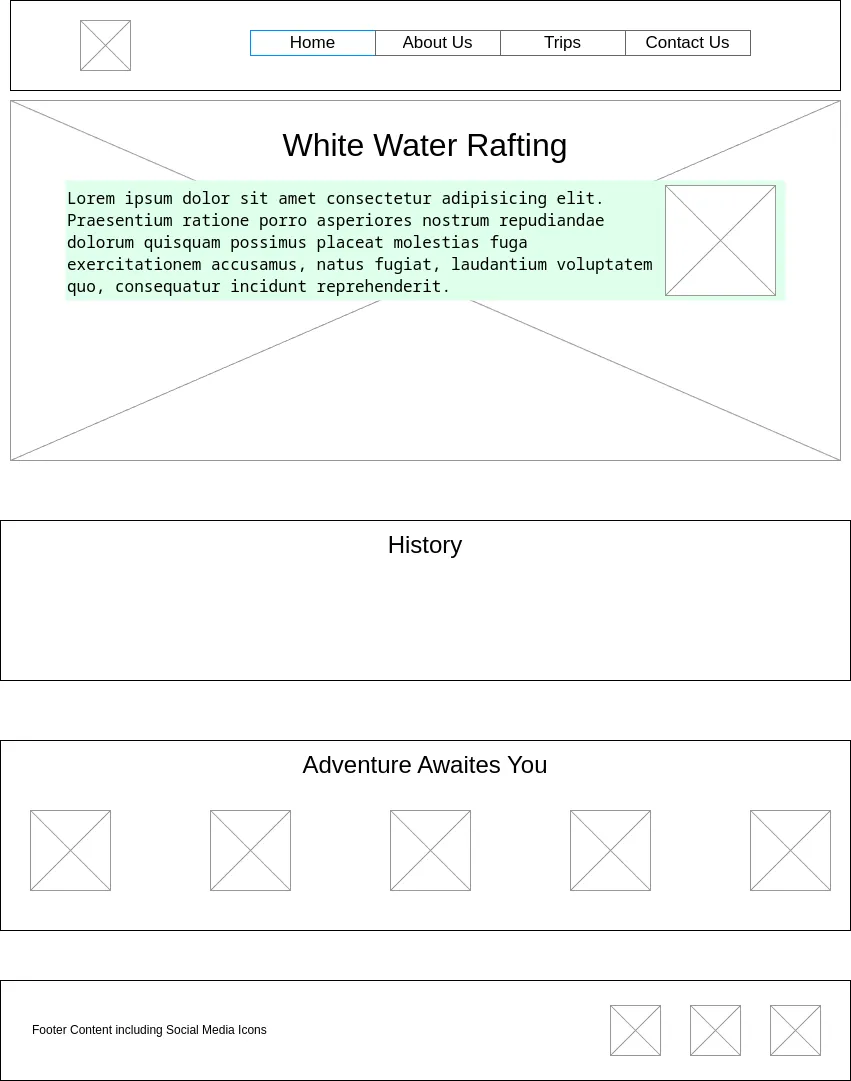 Home
About Us
Trips
Contact Us
White Water Rafting
Lorem ipsum dolor sit amet consectetur adipisicing elit.
Praesentium ratione porro asperiores nostrum repudiandae
dolorum quisquam possimus placeat molestias fuga
exercitationem accusamus, natus fugiat, laudantium voluptatem
quo, consequatur incidunt reprehenderit.
History
Adventure Awaites You
Footer Content including Social Media Icons